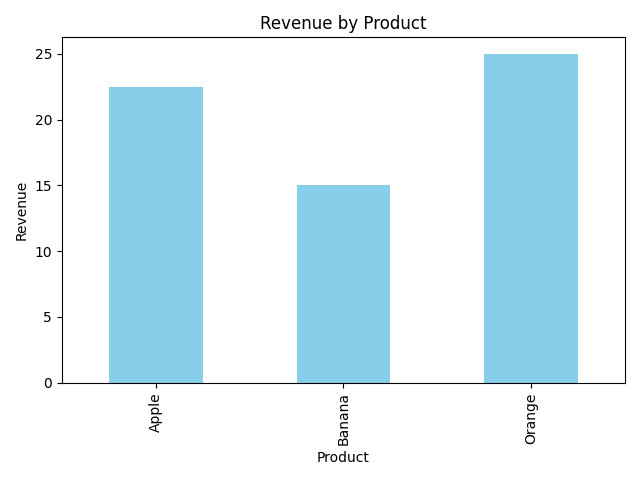 Revenue by Product
Revenue
25
20
15
10
5
0
Apple
Banana
Orange
Product